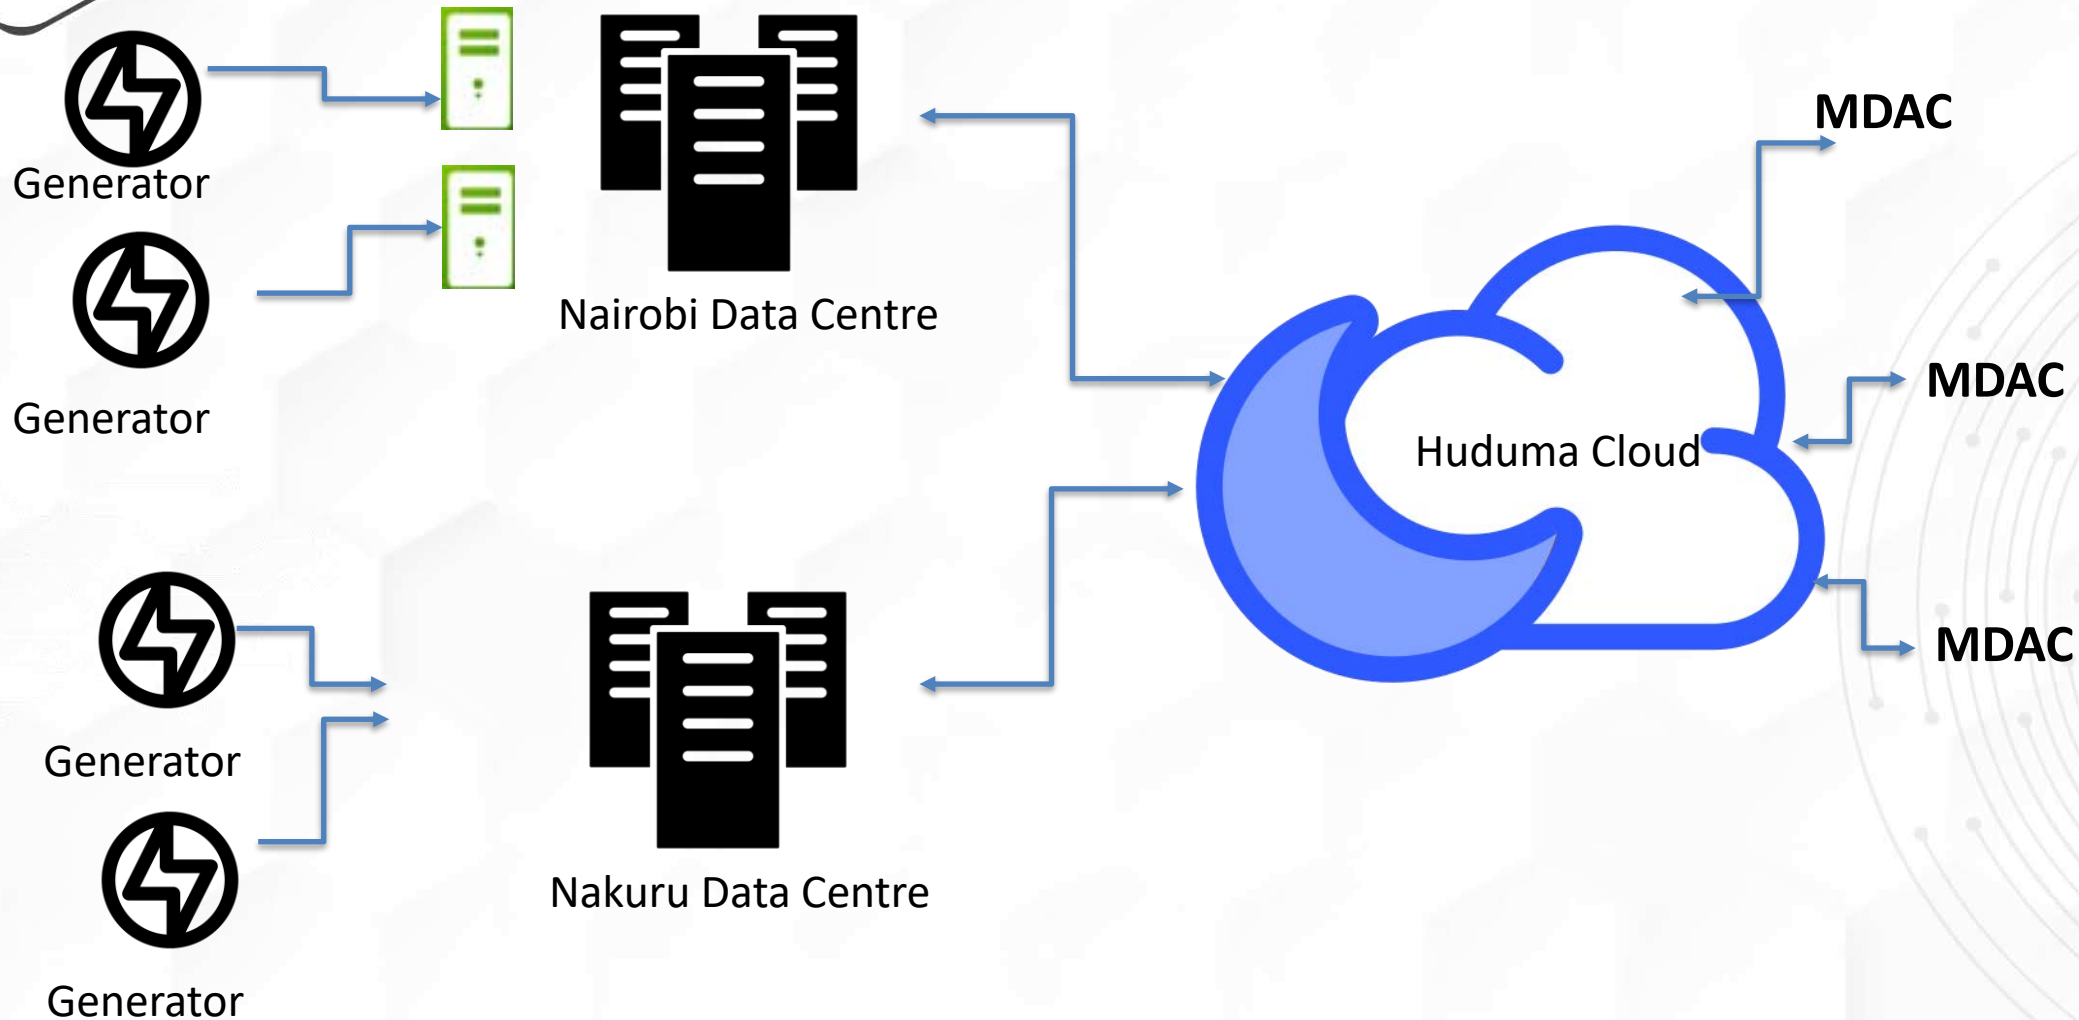 Generator
Generator
Nairobi Data Centre
MDAC
MDAC
Huduma Cloud
MDAC
Generator
Nakuru Data Centre
Generator